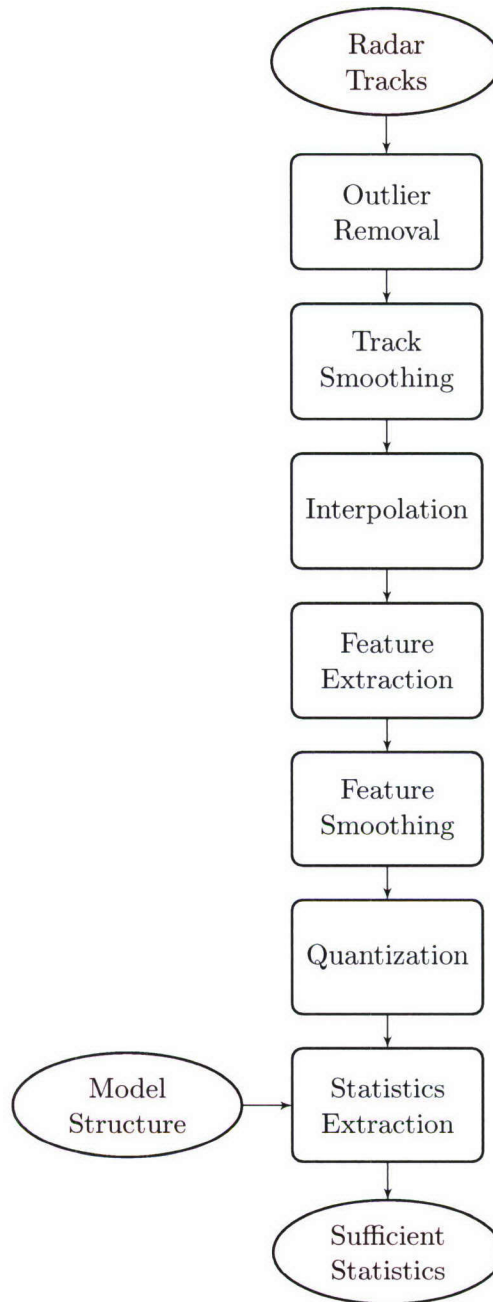 Radar
Tracks
Outlier
Removal
Track
Smoothing
Interpolation
Feature
Extraction
Feature
Smoothing
Quantization
Model
Structure
Statistics
Extraction
Sufficient
Statistics